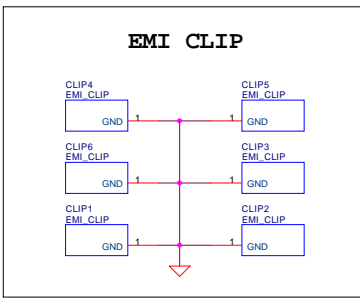 EMI CLIP
CLIP4
EMI_CLIP
GND 1
CLIP5
EMI_CLIP
1 GND
CLIP6
EMI_CLIP
GND 1
CLIP3
EMI_CLIP
1 GND
CLIP1
EMI_CLIP
GND 1
CLIP2
EMI_CLIP
1 GND